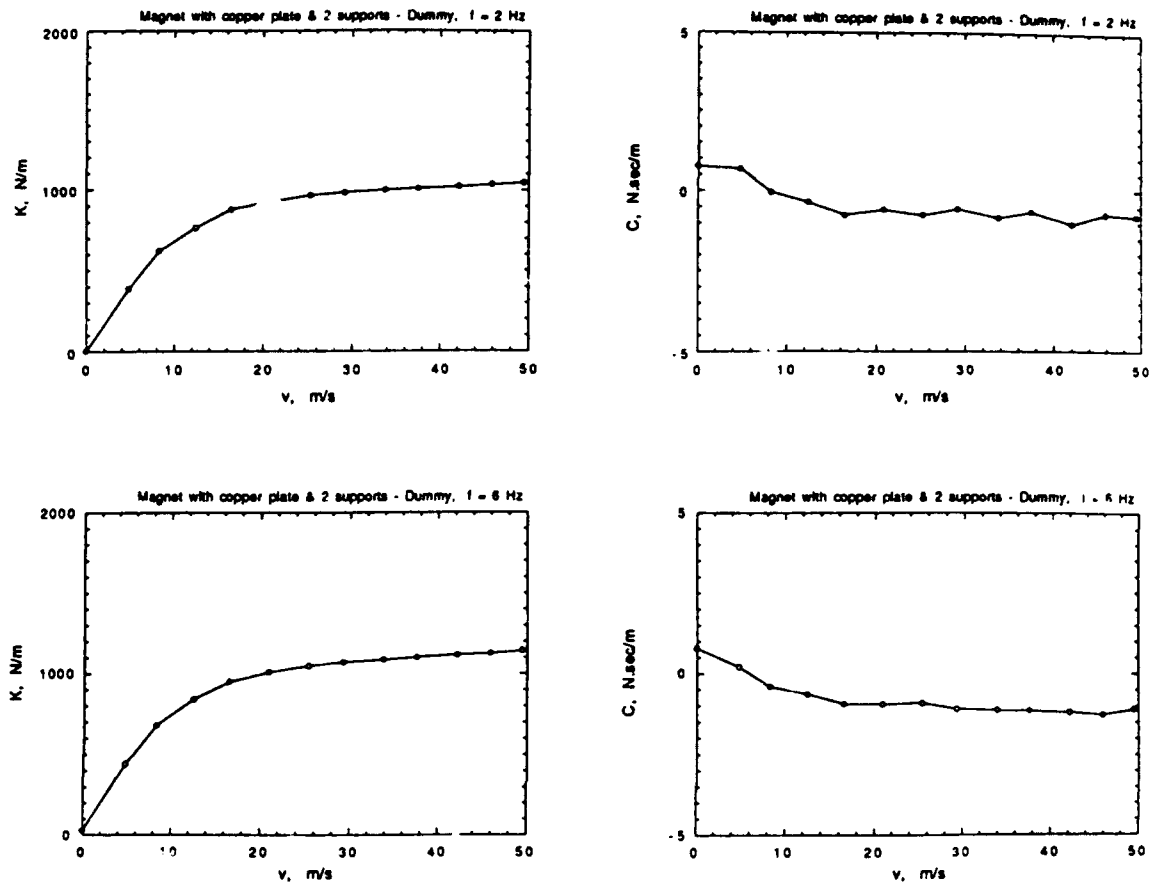 Magnet with copper plate & 2 supports - Dummy, f = 2 Hz
2000
1000
0
K, N/m
0 10 20 30 40 50
v, m/s
Magnet with copper plate & 2 supports - Dummy, f = 2 Hz
5
0
-5
C, N.sec/m
0 10 20 30 40 50
v, m/s
Magnet with copper plate & 2 supports - Dummy, f = 6 Hz
2000
1000
0
K, N/m
0 10 20 30 40 50
v, m/s
Magnet with copper plate & 2 supports - Dummy, f = 6 Hz
5
0
-5
C, N.sec/m
0 10 20 30 40 50
v, m/s